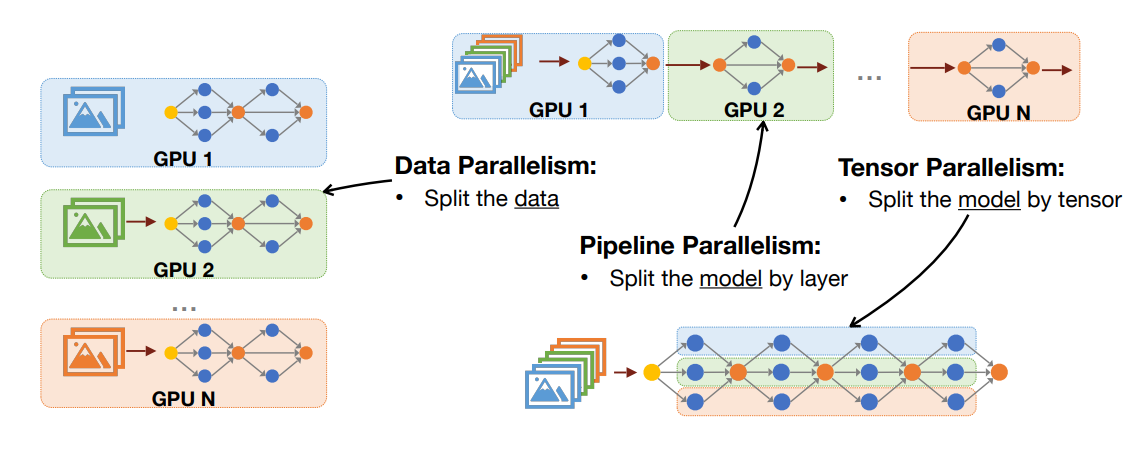 GPU 1
GPU 2
...
GPU N
GPU 1
GPU 2
...
GPU N
Data Parallelism:
• Split the data
Pipeline Parallelism:
• Split the model by layer
Tensor Parallelism:
• Split the model by tensor